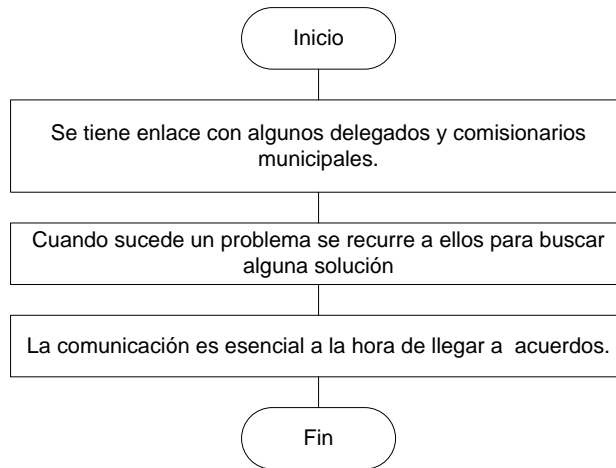 Inicio
Se tiene enlace con algunos delegados y comisionarios
municipales.
Cuando sucede un problema se recurre a ellos para buscar
alguna solución
La comunicación es esencial a la hora de llegar a  acuerdos.
Fin